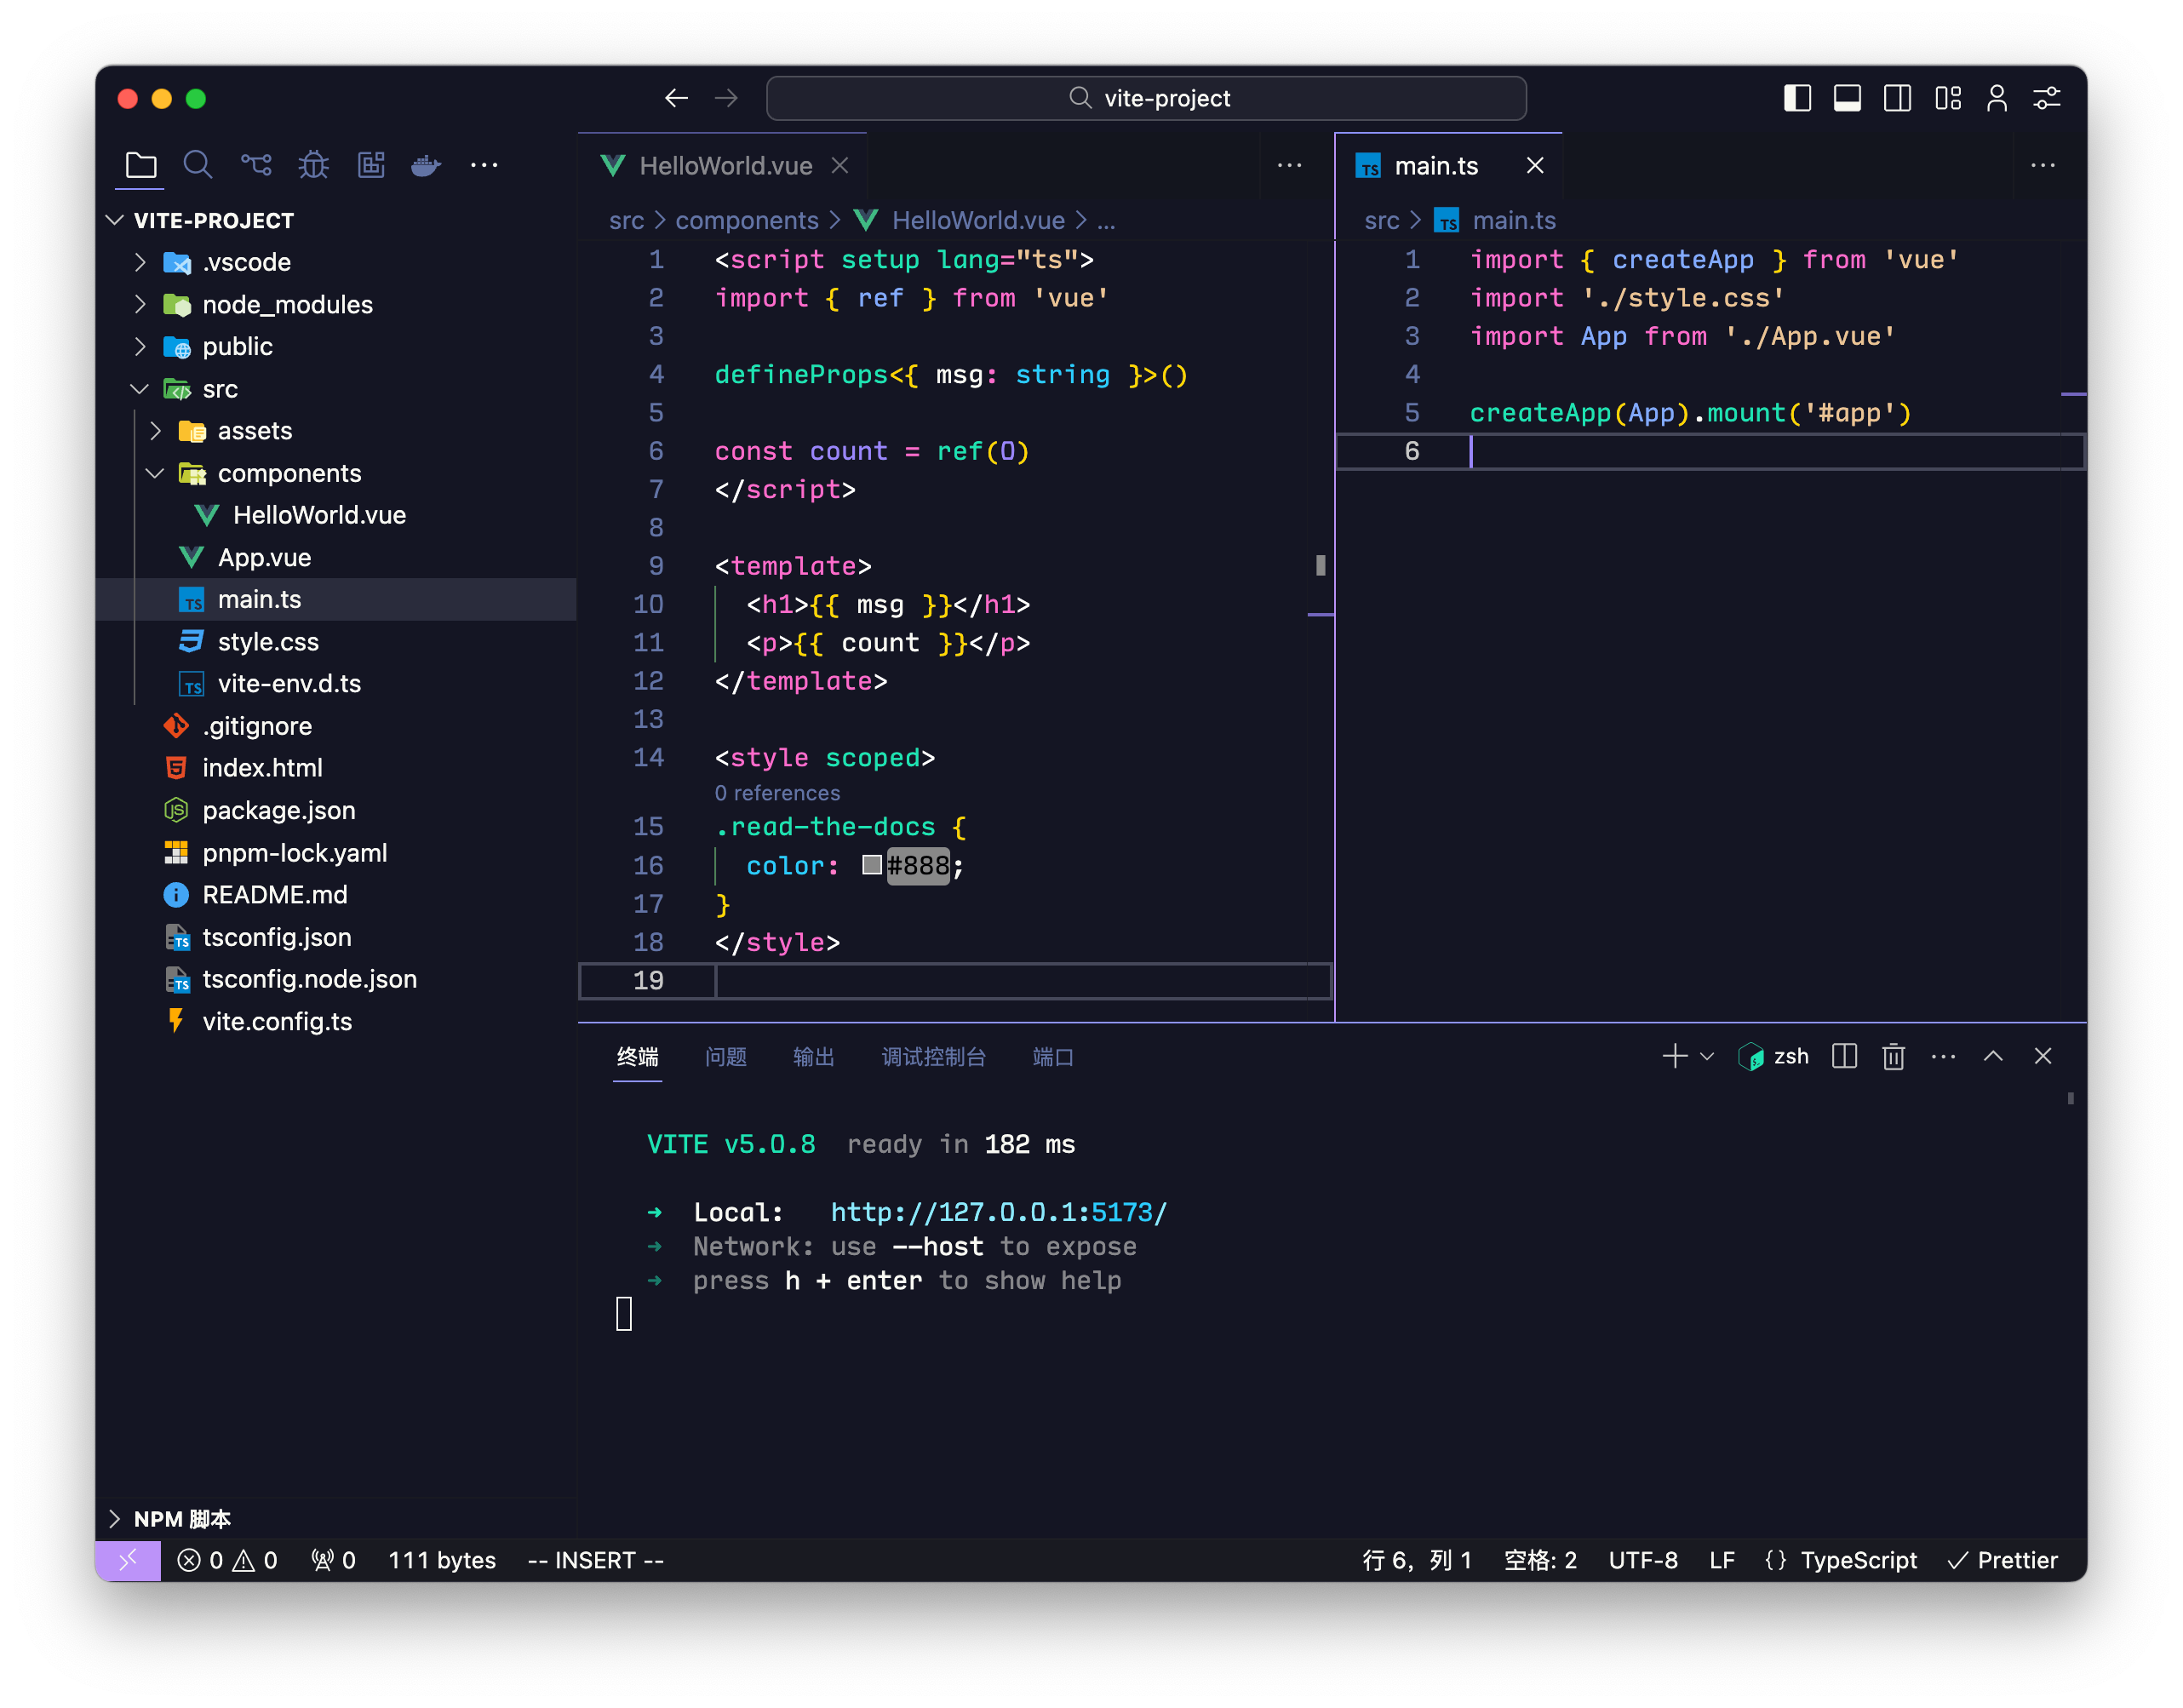 vite-project
VITE-PROJECT
.vscode
node_modules
public
src
assets
components
HelloWorld.vue
App.vue
main.ts
style.css
vite-env.d.ts
.gitignore
index.html
package.json
pnpm-lock.yaml
README.md
tsconfig.json
tsconfig.node.json
vite.config.ts
NPM 脚本
HelloWorld.vue
src > components > HelloWorld.vue > ...
1 <script setup lang="ts">
2 import { ref } from 'vue'
3
4 defineProps<{ msg: string }>()
5
6 const count = ref(0)
7 </script>
8
9 <template>
10 <h1>{{ msg }}</h1>
11 <p>{{ count }}</p>
12 </template>
13
14 <style scoped>
0 references
15 .read-the-docs {
16 color: #888;
17 }
18 </style>
19
main.ts
src > main.ts
1 import { createApp } from 'vue'
2 import './style.css'
3 import App from './App.vue'
4
5 createApp(App).mount('#app')
6
终端 问题 输出 调试控制台 端口 zsh
VITE v5.0.8 ready in 182 ms
➜ Local: http://127.0.0.1:5173/
➜ Network: use --host to expose
➜ press h + enter to show help
0 0 0 111 bytes -- INSERT -- 行 6，列 1 空格: 2 UTF-8 LF {} TypeScript ✓ Prettier